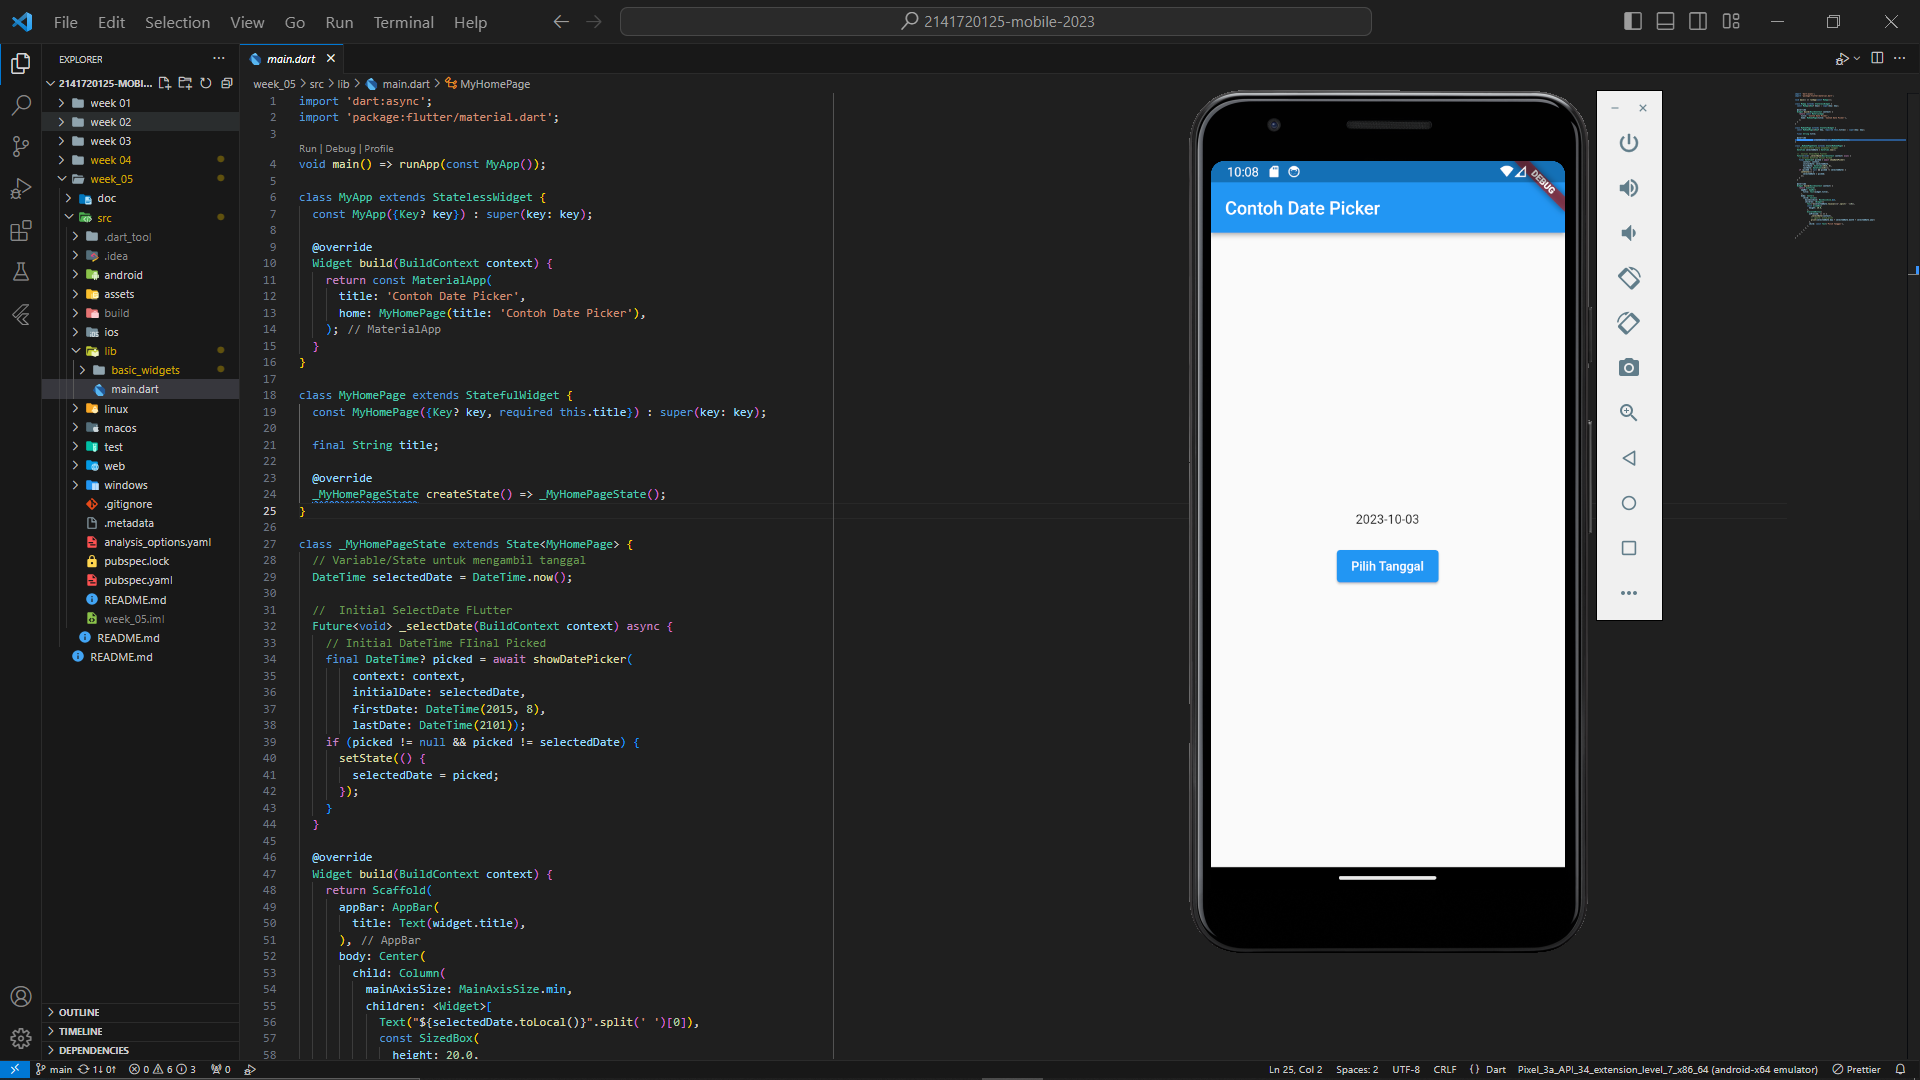 File Edit Selection View Go Run Terminal Help
2141720125-mobile-2023
EXPLORER
2141720125-MOBI...
week 01
week 02
week 03
week 04
week_05
doc
src
.dart_tool
.idea
android
assets
build
ios
lib
basic_widgets
main.dart
linux
macos
test
web
windows
.gitignore
.metadata
analysis_options.yaml
pubspec.lock
pubspec.yaml
README.md
week_05.iml
README.md
README.md
OUTLINE
TIMELINE
DEPENDENCIES
main.dart
week_05 > src > lib > main.dart > MyHomePage
1 import 'dart:async';
2 import 'package:flutter/material.dart';
3
Run | Debug | Profile
4 void main() => runApp(const MyApp());
5
6 class MyApp extends StatelessWidget {
7 const MyApp({Key? key}) : super(key: key);
8
9 @override
10 Widget build(BuildContext context) {
11 return const MaterialApp(
12 title: 'Contoh Date Picker',
13 home: MyHomePage(title: 'Contoh Date Picker'),
14 ); // MaterialApp
15 }
16 }
17
18 class MyHomePage extends StatefulWidget {
19 const MyHomePage({Key? key, required this.title}) : super(key: key);
20
21 final String title;
22
23 @override
24 _MyHomePageState createState() => _MyHomePageState();
25 }
26
27 class _MyHomePageState extends State<MyHomePage> {
28 // Variable/State untuk mengambil tanggal
29 DateTime selectedDate = DateTime.now();
30
31 //  Initial SelectDate FLutter
32 Future<void> _selectDate(BuildContext context) async {
33 // Initial DateTime FIinal Picked
34 final DateTime? picked = await showDatePicker(
35 context: context,
36 initialDate: selectedDate,
37 firstDate: DateTime(2015, 8),
38 lastDate: DateTime(2101));
39 if (picked != null && picked != selectedDate) {
40 setState(() {
41 selectedDate = picked;
42 });
43 }
44 }
45
46 @override
47 Widget build(BuildContext context) {
48 return Scaffold(
49 appBar: AppBar(
50 title: Text(widget.title),
51 ), // AppBar
52 body: Center(
53 child: Column(
54 mainAxisSize: MainAxisSize.min,
55 children: <Widget>[
56 Text("${selectedDate.toLocal()}".split(' ')[0]),
57 const SizedBox(
58 height: 20.0,
10:08
DEBUG
Contoh Date Picker
2023-10-03
Pilih Tanggal
main 1↓ 0↑ 0 6 3 0
Ln 25, Col 2 Spaces: 2 UTF-8 CRLF {} Dart Pixel_3a_API_34_extension_level_7_x86_64 (android-x64 emulator) Prettier